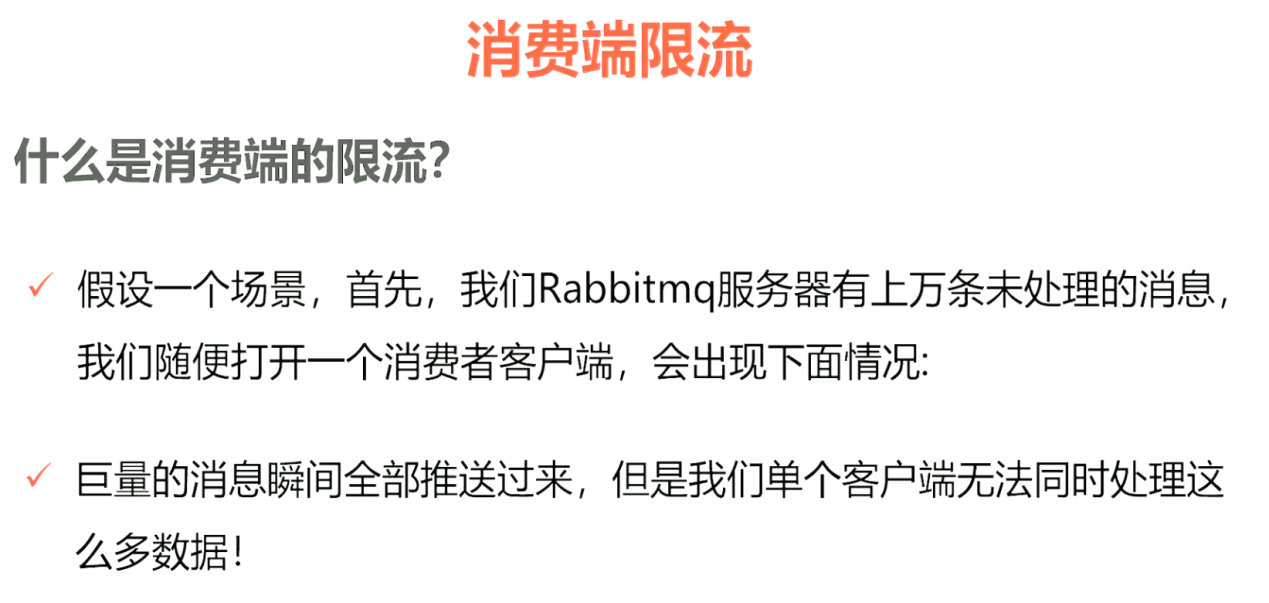 消费端限流
什么是消费端的限流？
✓ 假设一个场景，首先，我们Rabbitmq服务器有上万条未处理的消息，
我们随便打开一个消费者客户端，会出现下面情况:
✓ 巨量的消息瞬间全部推送过来，但是我们单个客户端无法同时处理这
么多数据！